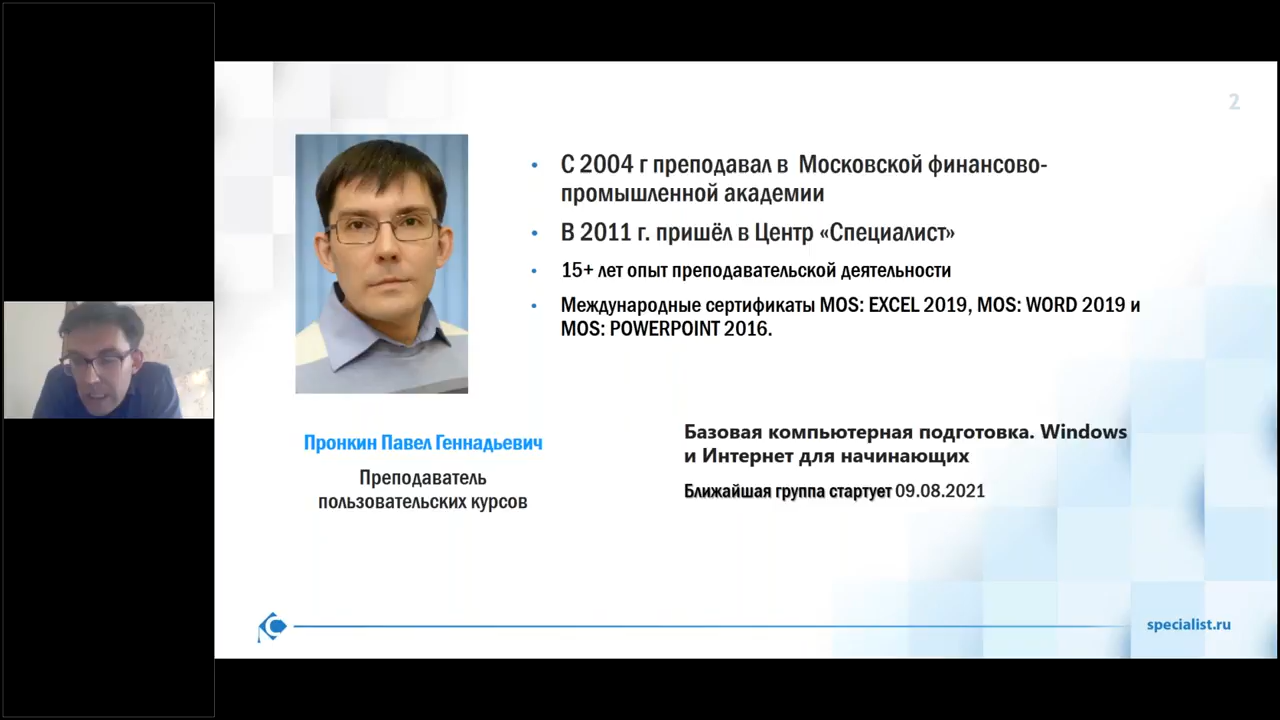 2
С 2004 г преподавал в Московской финансово-
промышленной академии
В 2011 г. пришёл в Центр «Специалист»
15+ лет опыт преподавательской деятельности
Международные сертификаты MOS: EXCEL 2019, MOS: WORD 2019 и
MOS: POWERPOINT 2016.
Пронкин Павел Геннадьевич
Преподаватель
пользовательских курсов
Базовая компьютерная подготовка. Windows
и Интернет для начинающих
Ближайшая группа стартует 09.08.2021
specialist.ru